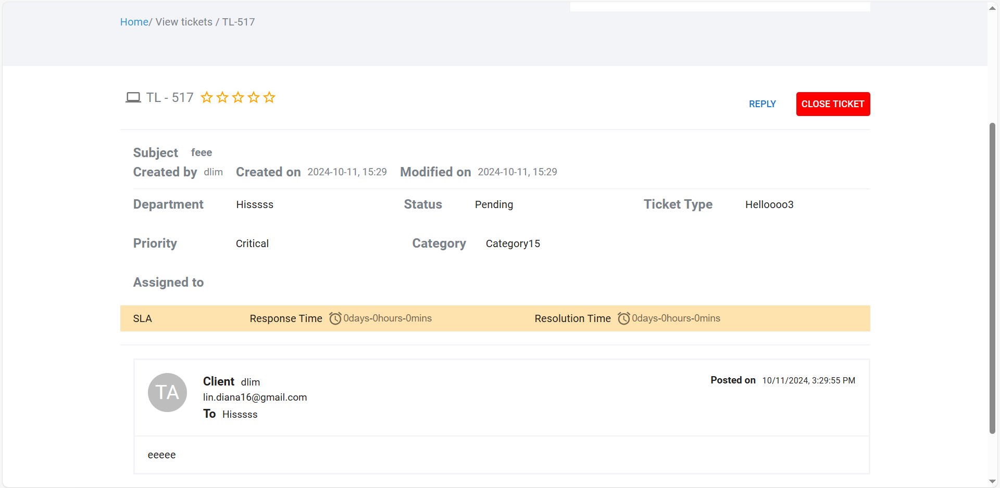 Home/ View tickets / TL-517
TL - 517
REPLY
CLOSE TICKET
Subject feee
Created by dlim Created on 2024-10-11, 15:29 Modified on 2024-10-11, 15:29
Department Hisssss Status Pending Ticket Type Helloooo3
Priority Critical Category Category15
Assigned to
SLA Response Time 0days-0hours-0mins Resolution Time 0days-0hours-0mins
TA
Client dlim
Posted on 10/11/2024, 3:29:55 PM
lin.diana16@gmail.com
To Hisssss
eeeee